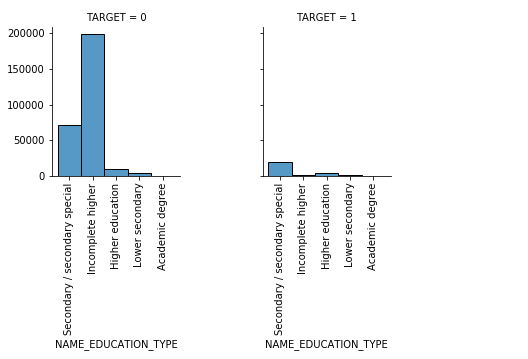 TARGET = 0
TARGET = 1
200000
150000
100000
50000
0
Secondary / secondary special
Incomplete higher
Higher education
Lower secondary
Academic degree
Secondary / secondary special
Incomplete higher
Higher education
Lower secondary
Academic degree
NAME_EDUCATION_TYPE
NAME_EDUCATION_TYPE